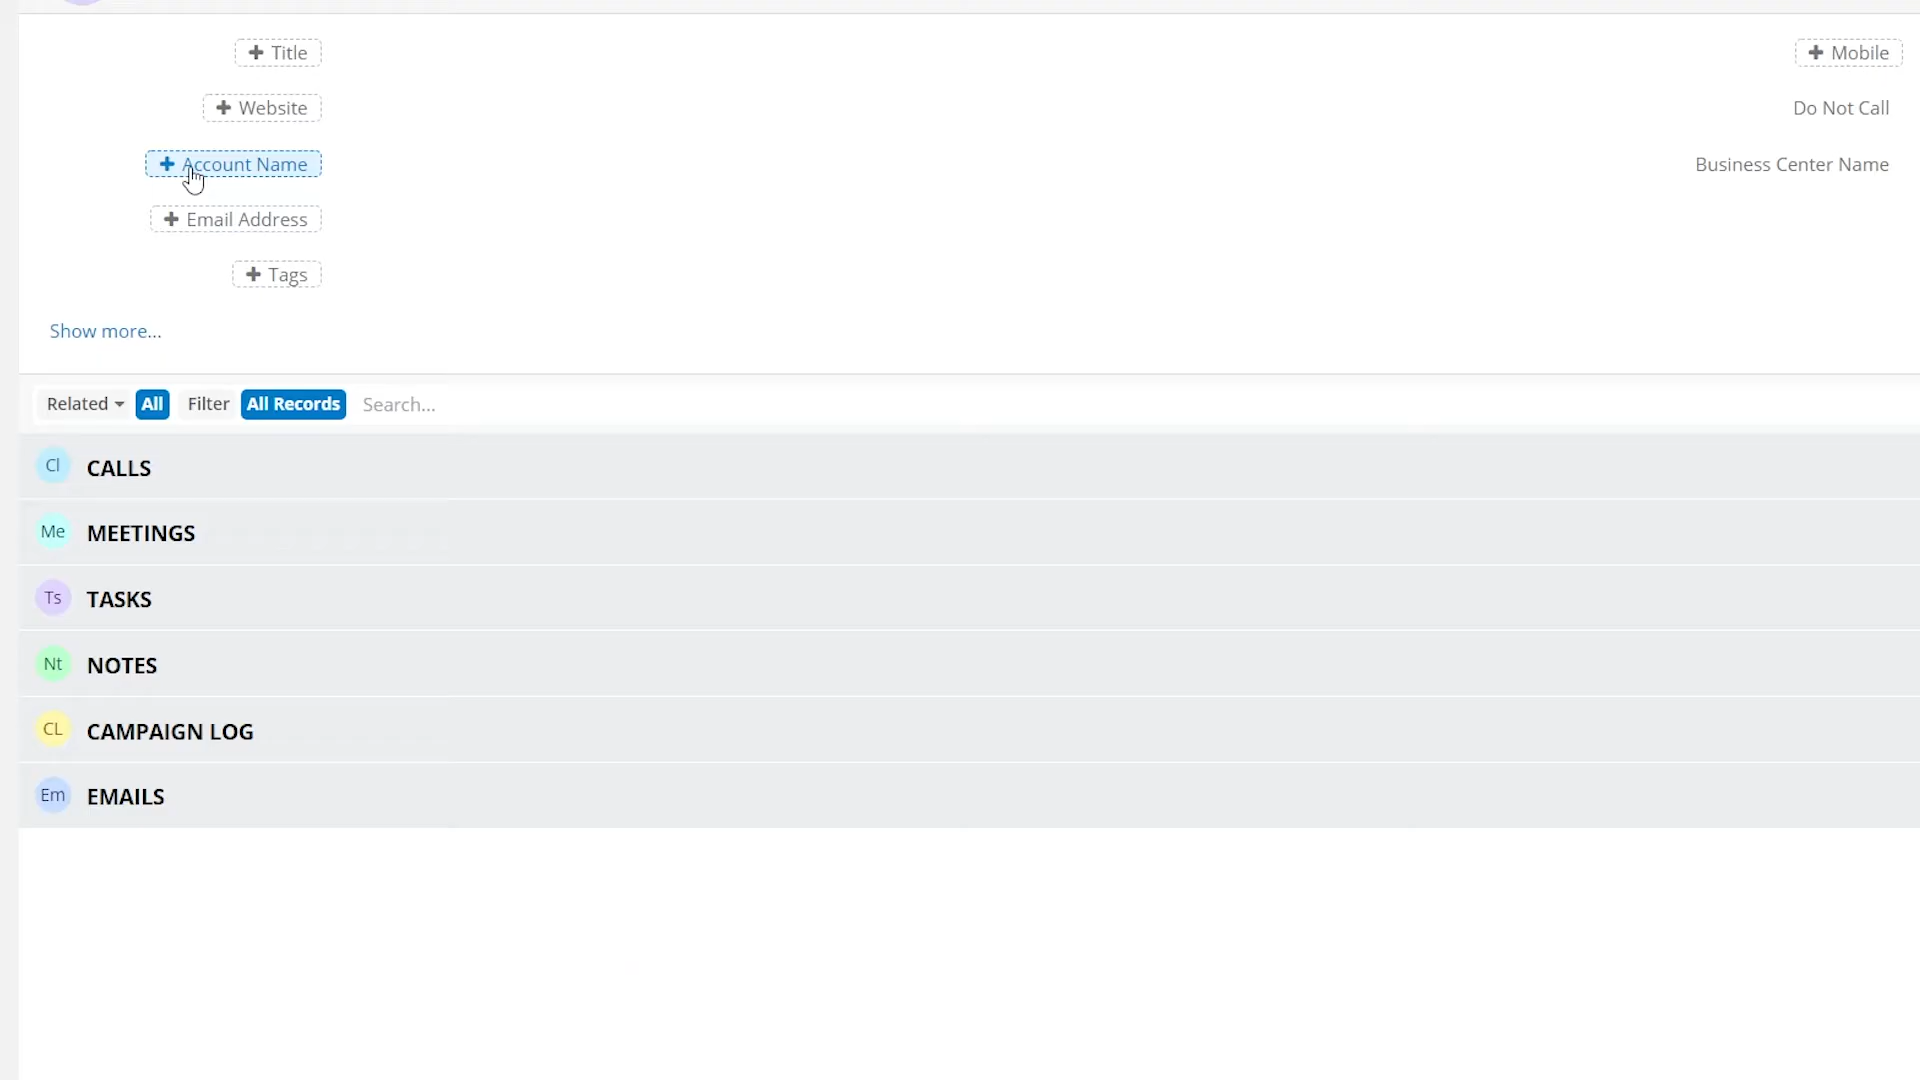 Title
Mobile
Website
Do Not Call
Account Name
Business Center Name
Email Address
Tags
Show more...
Related All Filter All Records Search...
Cl CALLS
Me MEETINGS
Ts TASKS
Nt NOTES
CL CAMPAIGN LOG
Em EMAILS